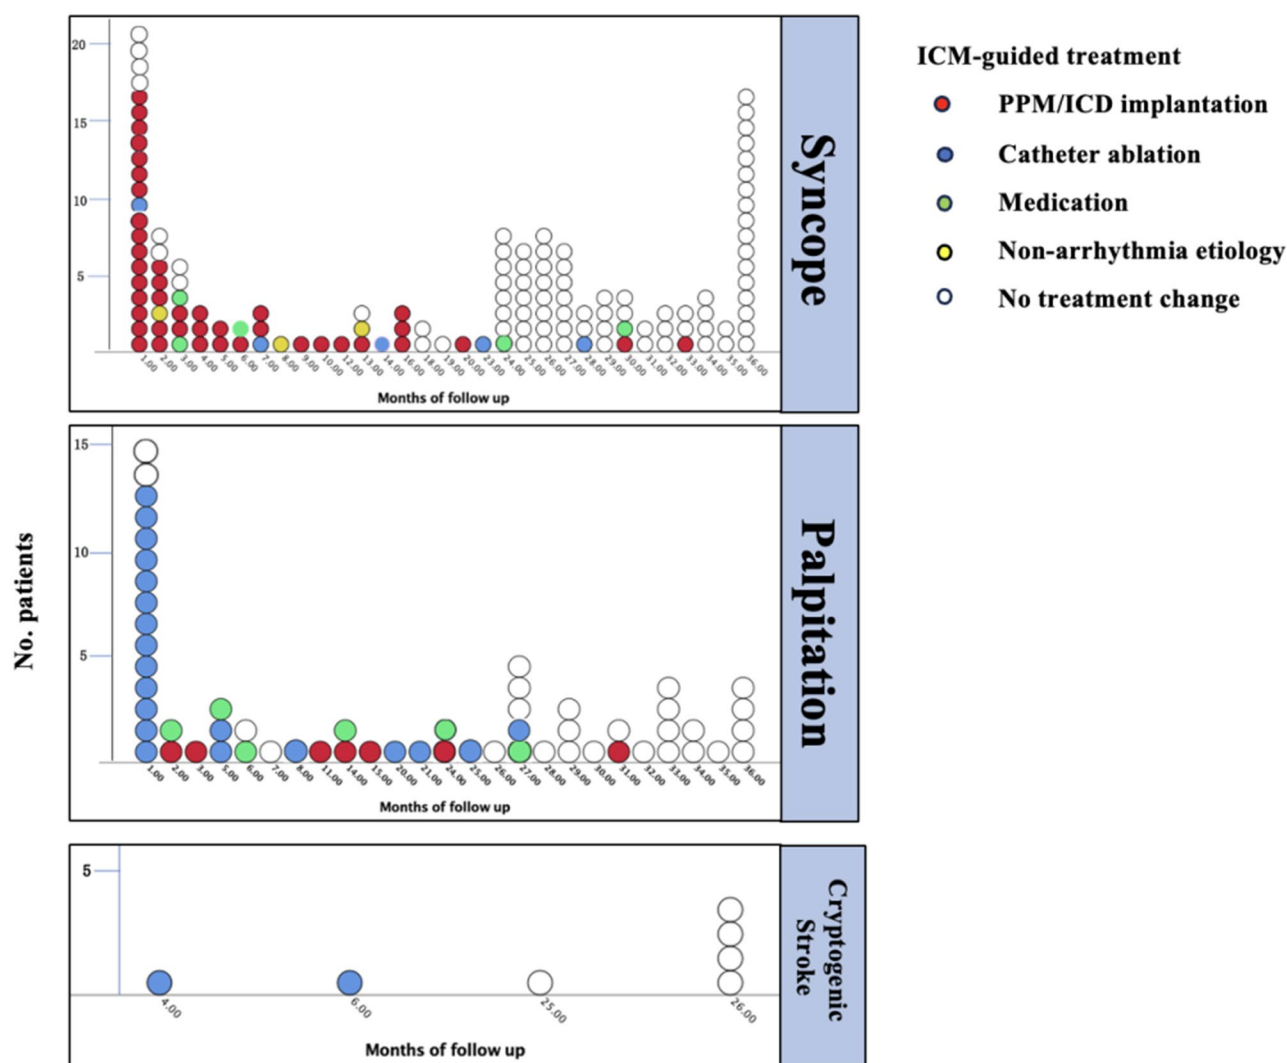 20
15
10
5
1.00 2.00 3.00 4.00 5.00 6.00 7.00 8.00 9.00 10.00 11.00 12.00 13.00 14.00 16.00 18.00 19.00 20.00 23.00 24.00 25.00 26.00 27.00 28.00 29.00 30.00 31.00 32.00 33.00 34.00 35.00 36.00
Months of follow up
Syncope
ICM-guided treatment
PPM/ICD implantation
Catheter ablation
Medication
Non-arrhythmia etiology
No treatment change
No. patients
15
10
5
1.00 2.00 3.00 5.00 6.00 7.00 8.00 11.00 14.00 15.00 20.00 21.00 24.00 25.00 26.00 27.00 28.00 29.00 30.00 31.00 32.00 33.00 34.00 35.00 36.00
Months of follow up
Palpitation
5
4.00 6.00 25.00 26.00
Months of follow up
Cryptogenic
Stroke